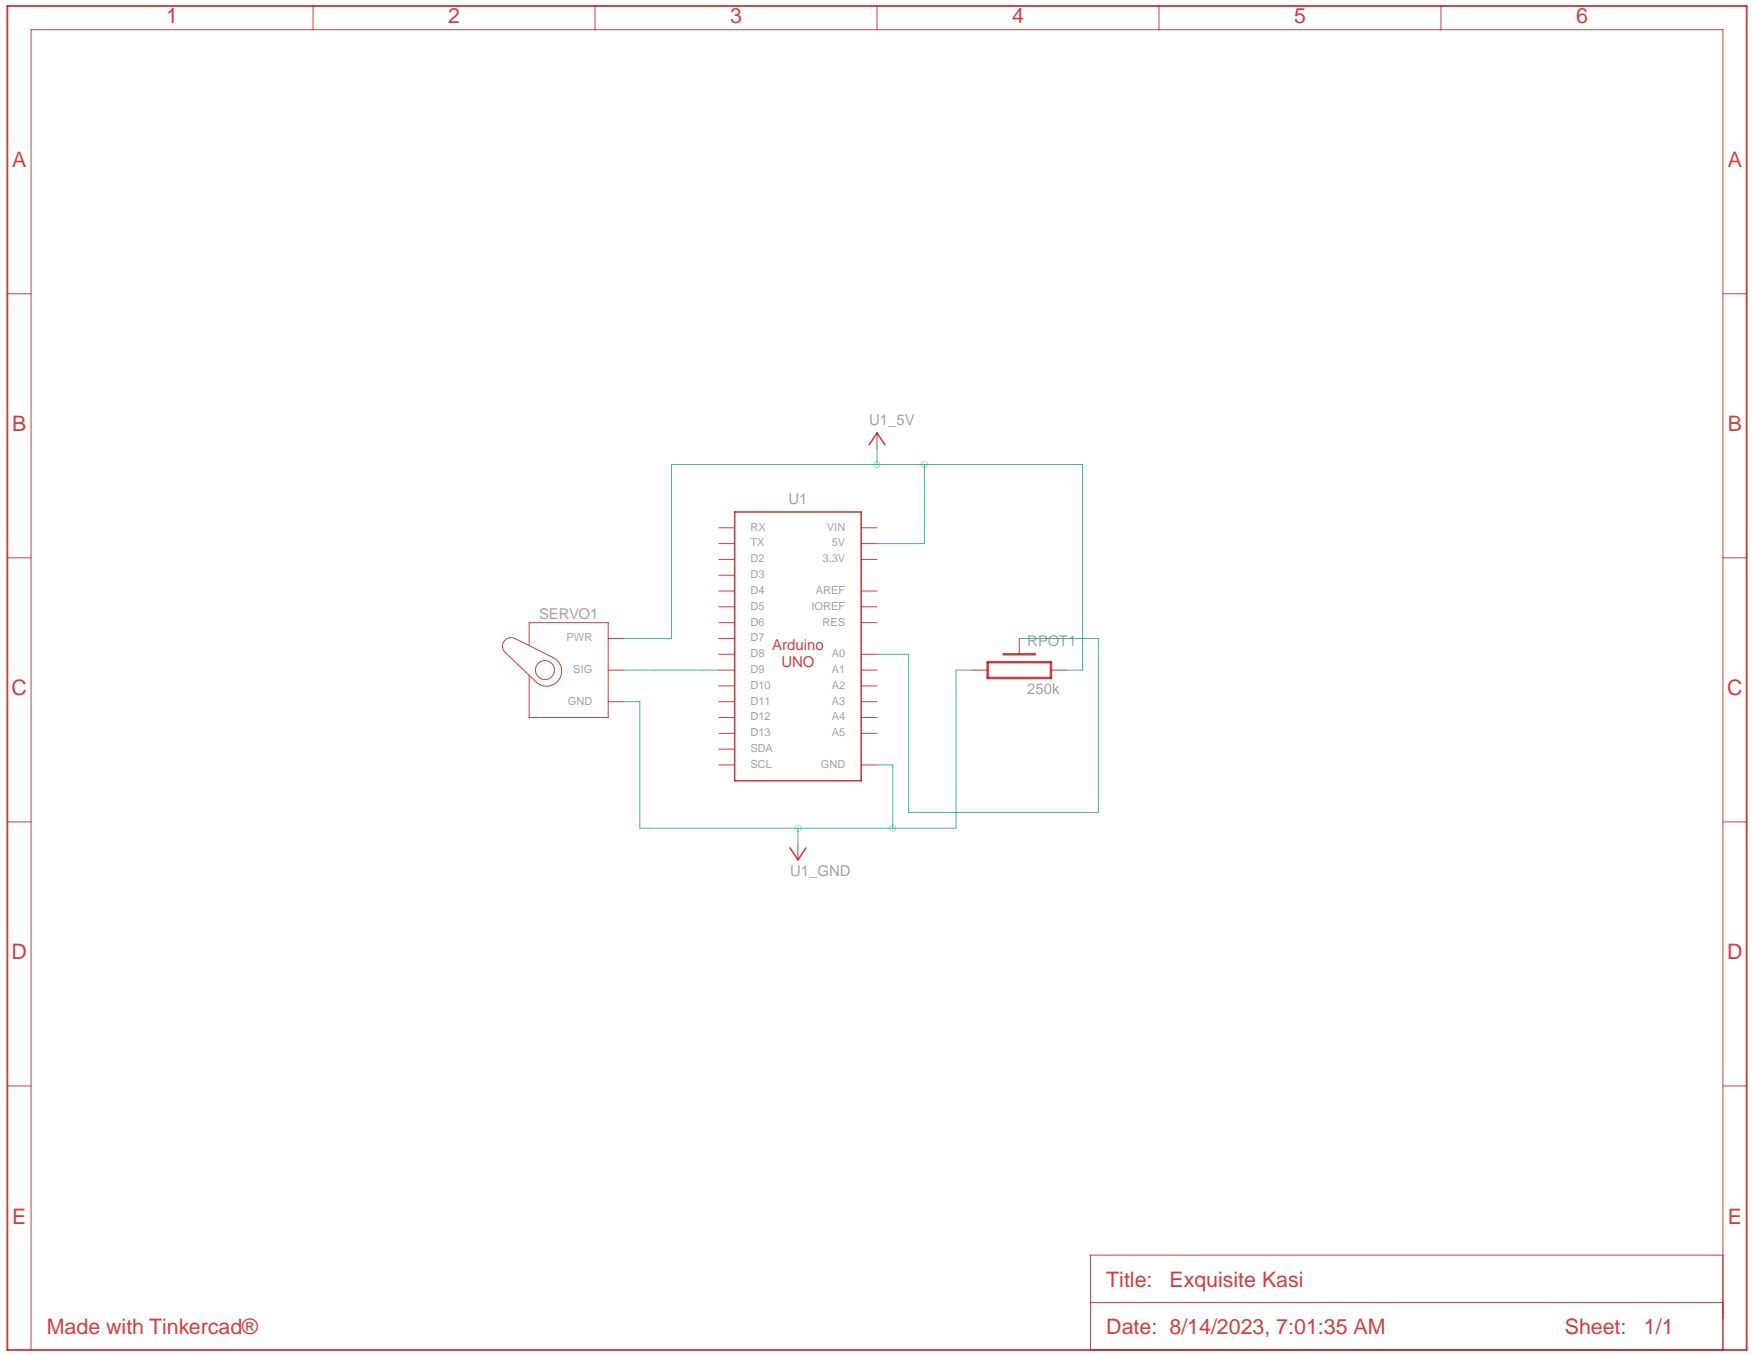 1 2 3 4 5 6
A A
B B
U1_5V
U1
RX VIN
TX 5V
D2 3.3V
D3
D4 AREF
D5 IOREF
D6 RES
D7
D8 A0
D9 A1
D10 A2
D11 A3
D12 A4
D13 A5
SDA
SCL GND
Arduino
UNO
SERVO1
PWR
SIG
GND
RPOT1
250k
C C
U1_GND
D D
E E
Title: Exquisite Kasi
Made with Tinkercad®
Date: 8/14/2023, 7:01:35 AM Sheet: 1/1